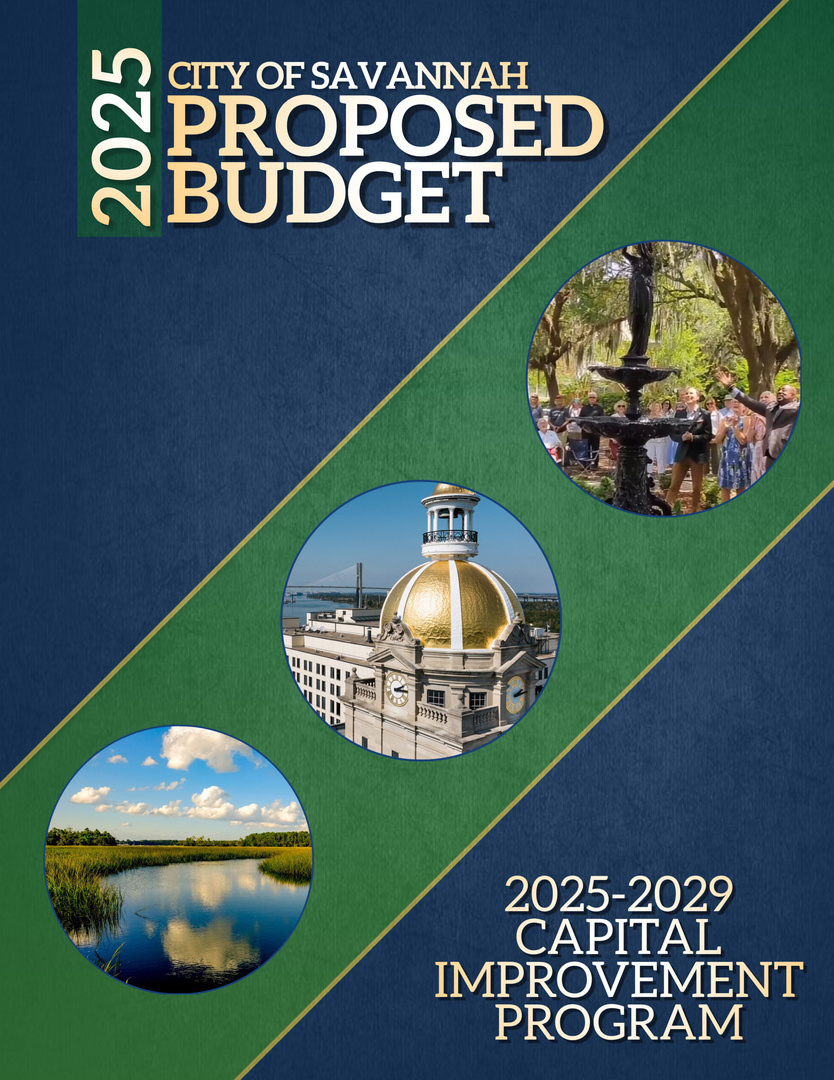 2025
CITY OF SAVANNAH
PROPOSED
BUDGET
2025-2029
CAPITAL
IMPROVEMENT
PROGRAM